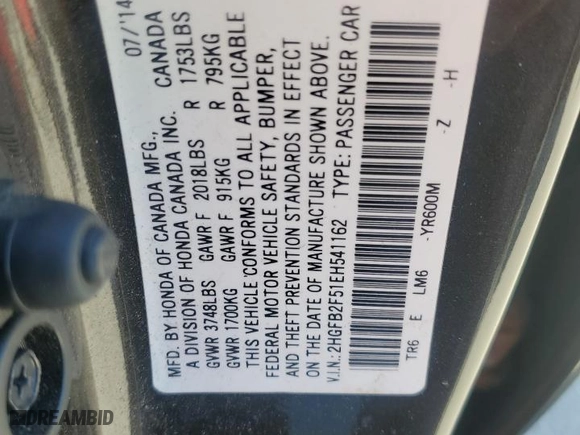 MFD. BY HONDA OF CANADA MFG., 07/'14
A DIVISION OF HONDA CANADA INC. CANADA
GVWR 3748LBS GAWR F 2018LBS R 1753LBS
GVWR 1700KG GAWR F 915KG R 795KG
THIS VEHICLE CONFORMS TO ALL APPLICABLE
FEDERAL MOTOR VEHICLE SAFETY, BUMPER,
AND THEFT PREVENTION STANDARDS IN EFFECT
ON THE DATE OF MANUFACTURE SHOWN ABOVE.
V.I.N.:2HGFB2F51EH541162 TYPE: PASSENGER CAR
TR6 E LM6 -YR600M -Z -H
DREAMBID